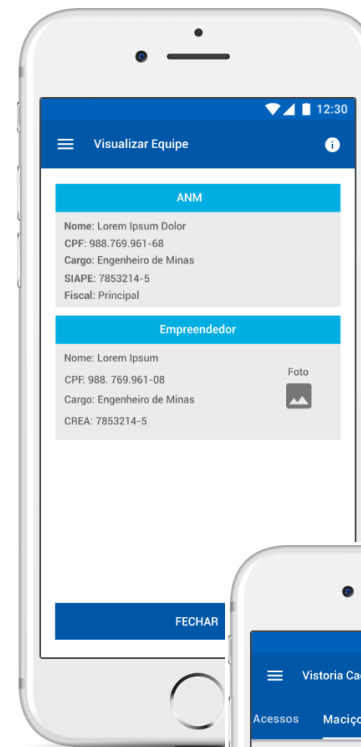 12:30
Visualizar Equipe
ANM
Nome: Lorem Ipsum Dolor
CPF: 988.769.961-68
Cargo: Engenheiro de Minas
SIAPE: 7853214-5
Fiscal: Principal
Empreendedor
Nome: Lorem Ipsum
CPF: 988. 769.961-08
Cargo: Engenheiro de Minas
CREA: 7853214-5
Foto
FECHAR
Vistoria Ca
Acessos Maciço